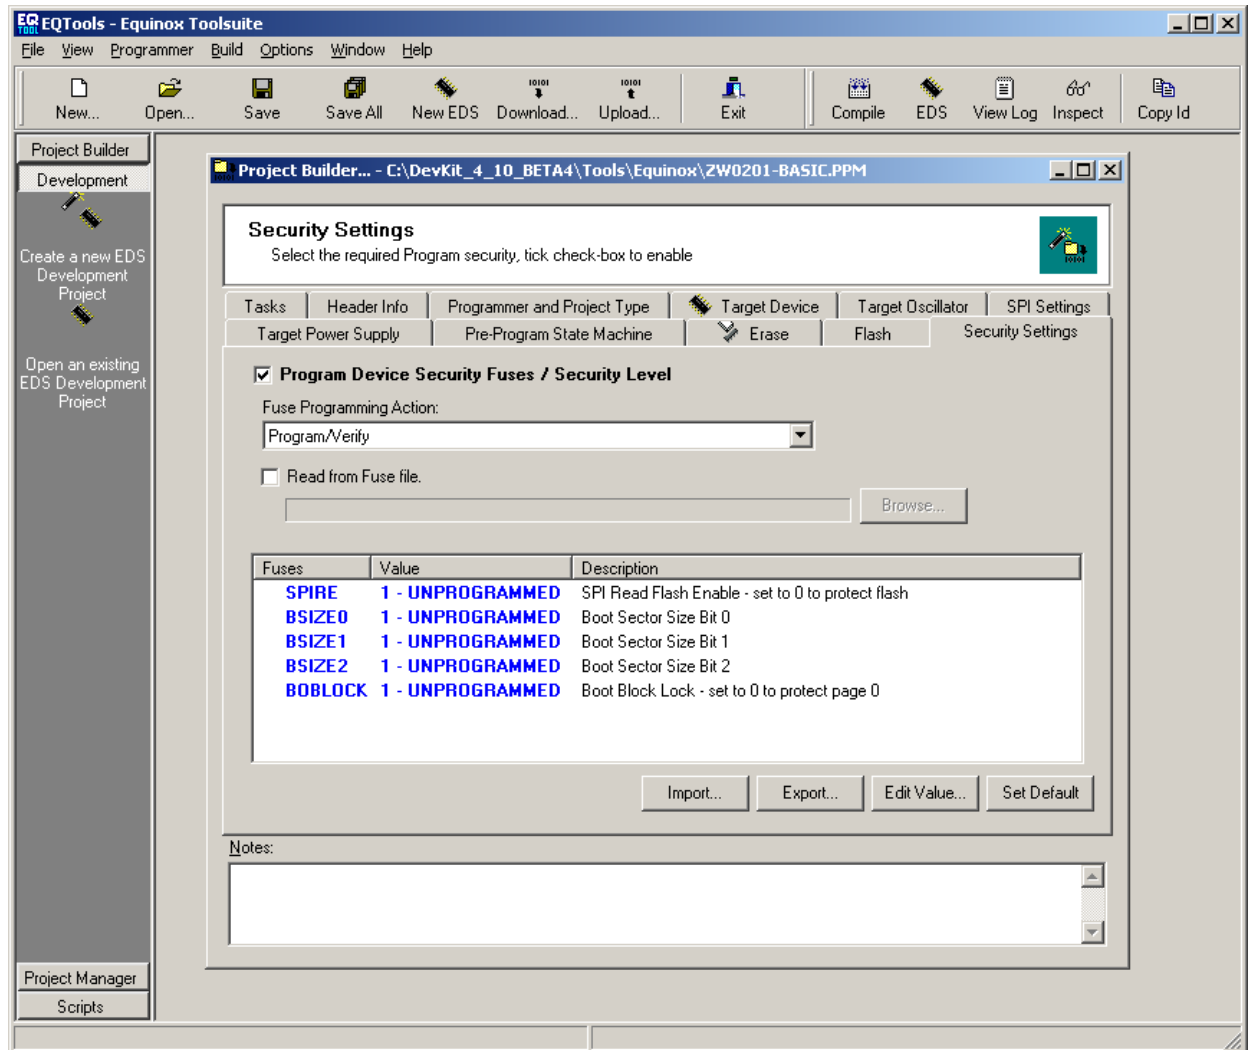 EQTools - Equinox Toolsuite
File View Programmer Build Options Window Help
New... Open... Save Save All New EDS Download... Upload... Exit Compile EDS View Log Inspect Copy Id
Project Builder
Development
Create a new EDS
Development
Project
Open an existing
EDS Development
Project
Project Manager
Scripts
Project Builder... - C:\DevKit_4_10_BETA4\Tools\Equinox\ZW0201-BASIC.PPM
Security Settings
Select the required Program security, tick check-box to enable
Tasks Header Info Programmer and Project Type Target Device Target Oscillator SPI Settings
Target Power Supply Pre-Program State Machine Erase Flash Security Settings
Program Device Security Fuses / Security Level
Fuse Programming Action:
Program/Verify
Read from Fuse file.
Browse...
Fuses Value Description
SPIRE 1 - UNPROGRAMMED SPI Read Flash Enable - set to 0 to protect flash
BSIZE0 1 - UNPROGRAMMED Boot Sector Size Bit 0
BSIZE1 1 - UNPROGRAMMED Boot Sector Size Bit 1
BSIZE2 1 - UNPROGRAMMED Boot Sector Size Bit 2
BOBLOCK 1 - UNPROGRAMMED Boot Block Lock - set to 0 to protect page 0
Import... Export... Edit Value... Set Default
Notes: